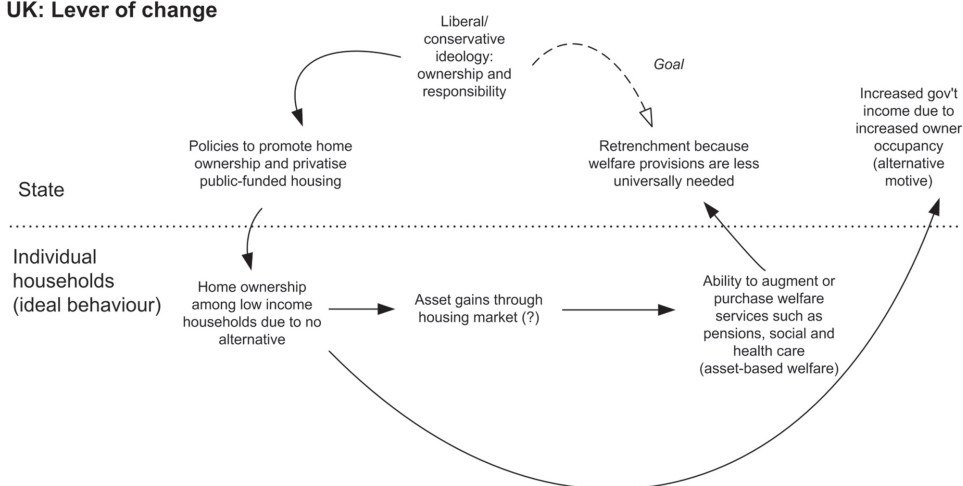 UK: Lever of change
Liberal/
conservative
ideology:
ownership and
responsibility
Goal
Increased gov't
income due to
increased owner
occupancy
(alternative
motive)
Policies to promote home
ownership and privatise
public-funded housing
Retrenchment because
welfare provisions are less
universally needed
State
Individual
households
(ideal behaviour)
Home ownership
among low income
households due to no
alternative
Asset gains through
housing market (?)
Ability to augment or
purchase welfare
services such as
pensions, social and
health care
(asset-based welfare)